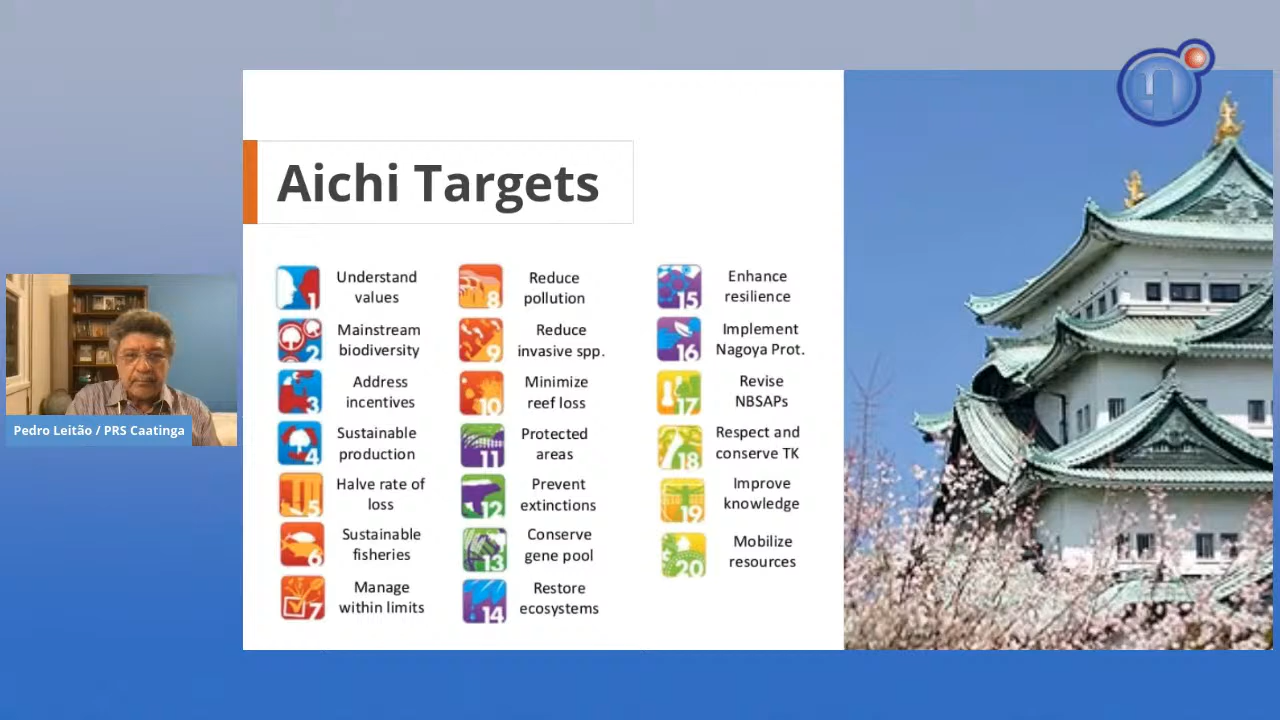 Aichi Targets
1
Understand
values
2
Mainstream
biodiversity
3
Address
incentives
4
Sustainable
production
5
Halve rate of
loss
6
Sustainable
fisheries
7
Manage
within limits
8
Reduce
pollution
9
Reduce
invasive spp.
10
Minimize
reef loss
11
Protected
areas
12
Prevent
extinctions
13
Conserve
gene pool
14
Restore
ecosystems
15
Enhance
resilience
16
Implement
Nagoya Prot.
17
Revise
NBSAPs
18
Respect and
conserve TK
19
Improve
knowledge
20
Mobilize
resources
Pedro Leitão / PRS Caatinga